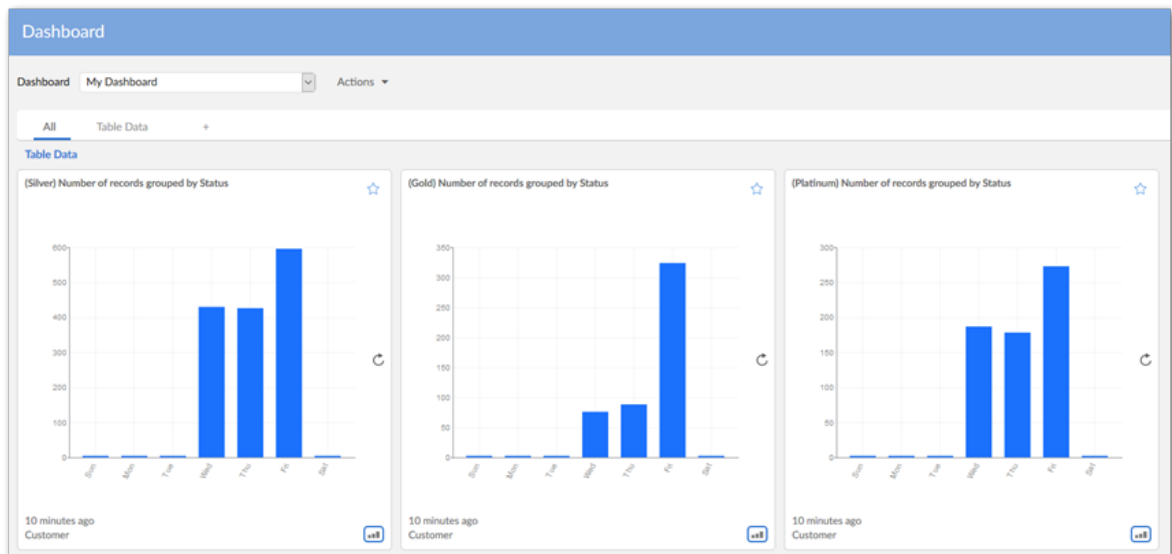 Dashboard
Dashboard My Dashboard Actions
All Table Data +
Table Data
(Silver) Number of records grouped by Status
600
500
400
300
200
100
0
Sun Mon Tue Wed Thu Fri Sat
10 minutes ago
Customer
(Gold) Number of records grouped by Status
350
300
250
200
150
100
50
0
Sun Mon Tue Wed Thu Fri Sat
10 minutes ago
Customer
(Platinum) Number of records grouped by Status
300
250
200
150
100
50
0
Sun Mon Tue Wed Thu Fri Sat
10 minutes ago
Customer